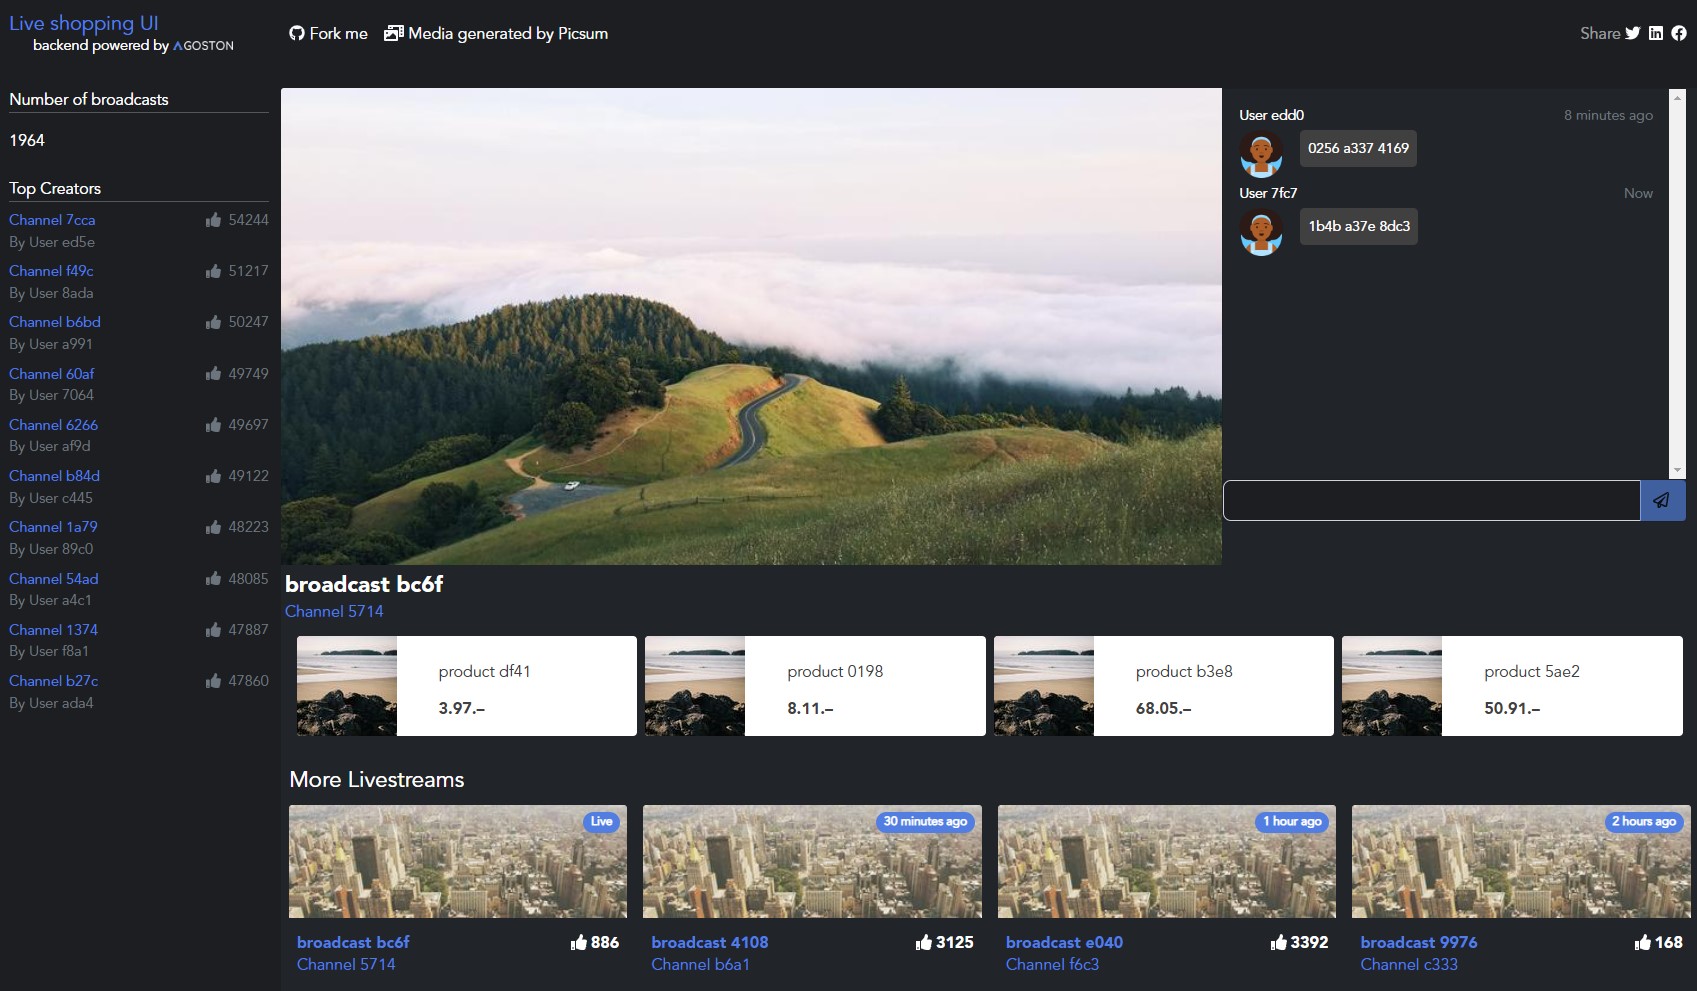 Live shopping UI
backend powered by AGOSTON
Fork me
Media generated by Picsum
Share
Number of broadcasts
1964
Top Creators
Channel 7cca 54244
By User ed5e
Channel f49c 51217
By User 8ada
Channel b6bd 50247
By User a991
Channel 60af 49749
By User 7064
Channel 6266 49697
By User af9d
Channel b84d 49122
By User c445
Channel 1a79 48223
By User 89c0
Channel 54ad 48085
By User a4c1
Channel 1374 47887
By User f8a1
Channel b27c 47860
By User ada4
User edd0 8 minutes ago
0256 a337 4169
User 7fc7 Now
1b4b a37e 8dc3
broadcast bc6f
Channel 5714
product df41
3.97.–
product 0198
8.11.–
product b3e8
68.05.–
product 5ae2
50.91.–
More Livestreams
Live
broadcast bc6f 886
Channel 5714
30 minutes ago
broadcast 4108 3125
Channel b6a1
1 hour ago
broadcast e040 3392
Channel f6c3
2 hours ago
broadcast 9976 168
Channel c333